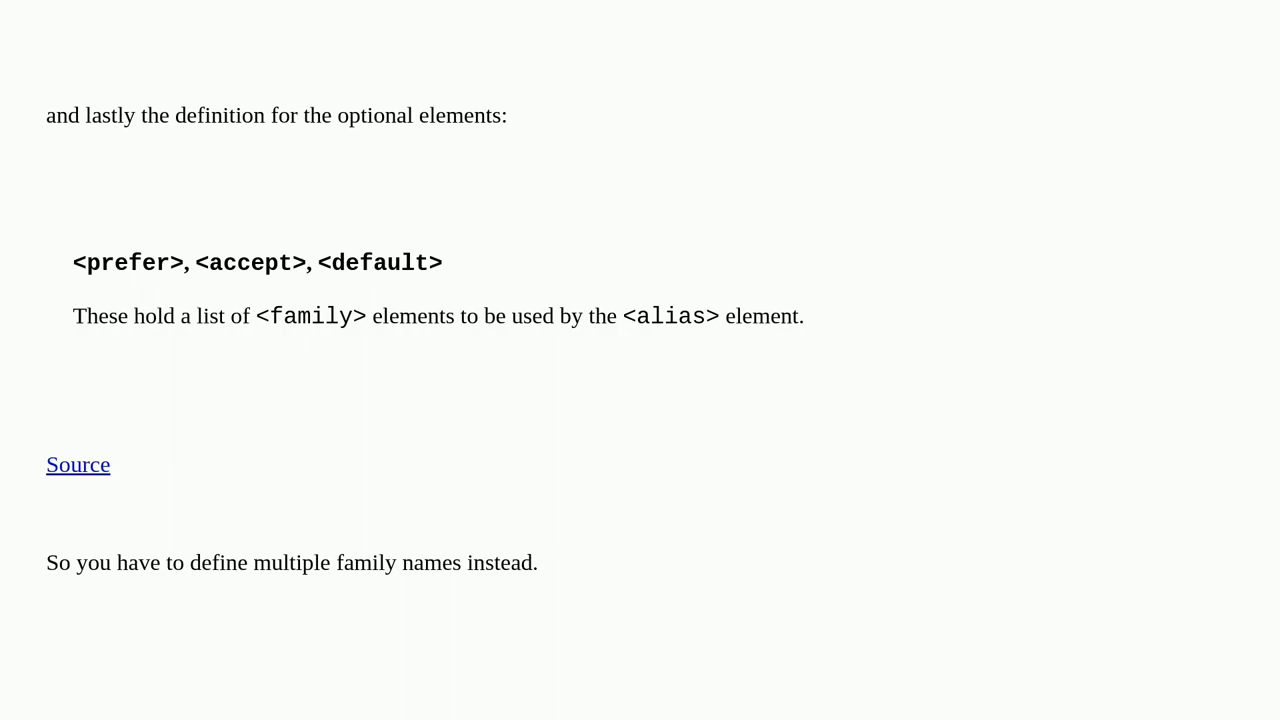 and lastly the definition for the optional elements:
<prefer>, <accept>, <default>
These hold a list of <family> elements to be used by the <alias> element.
Source
So you have to define multiple family names instead.